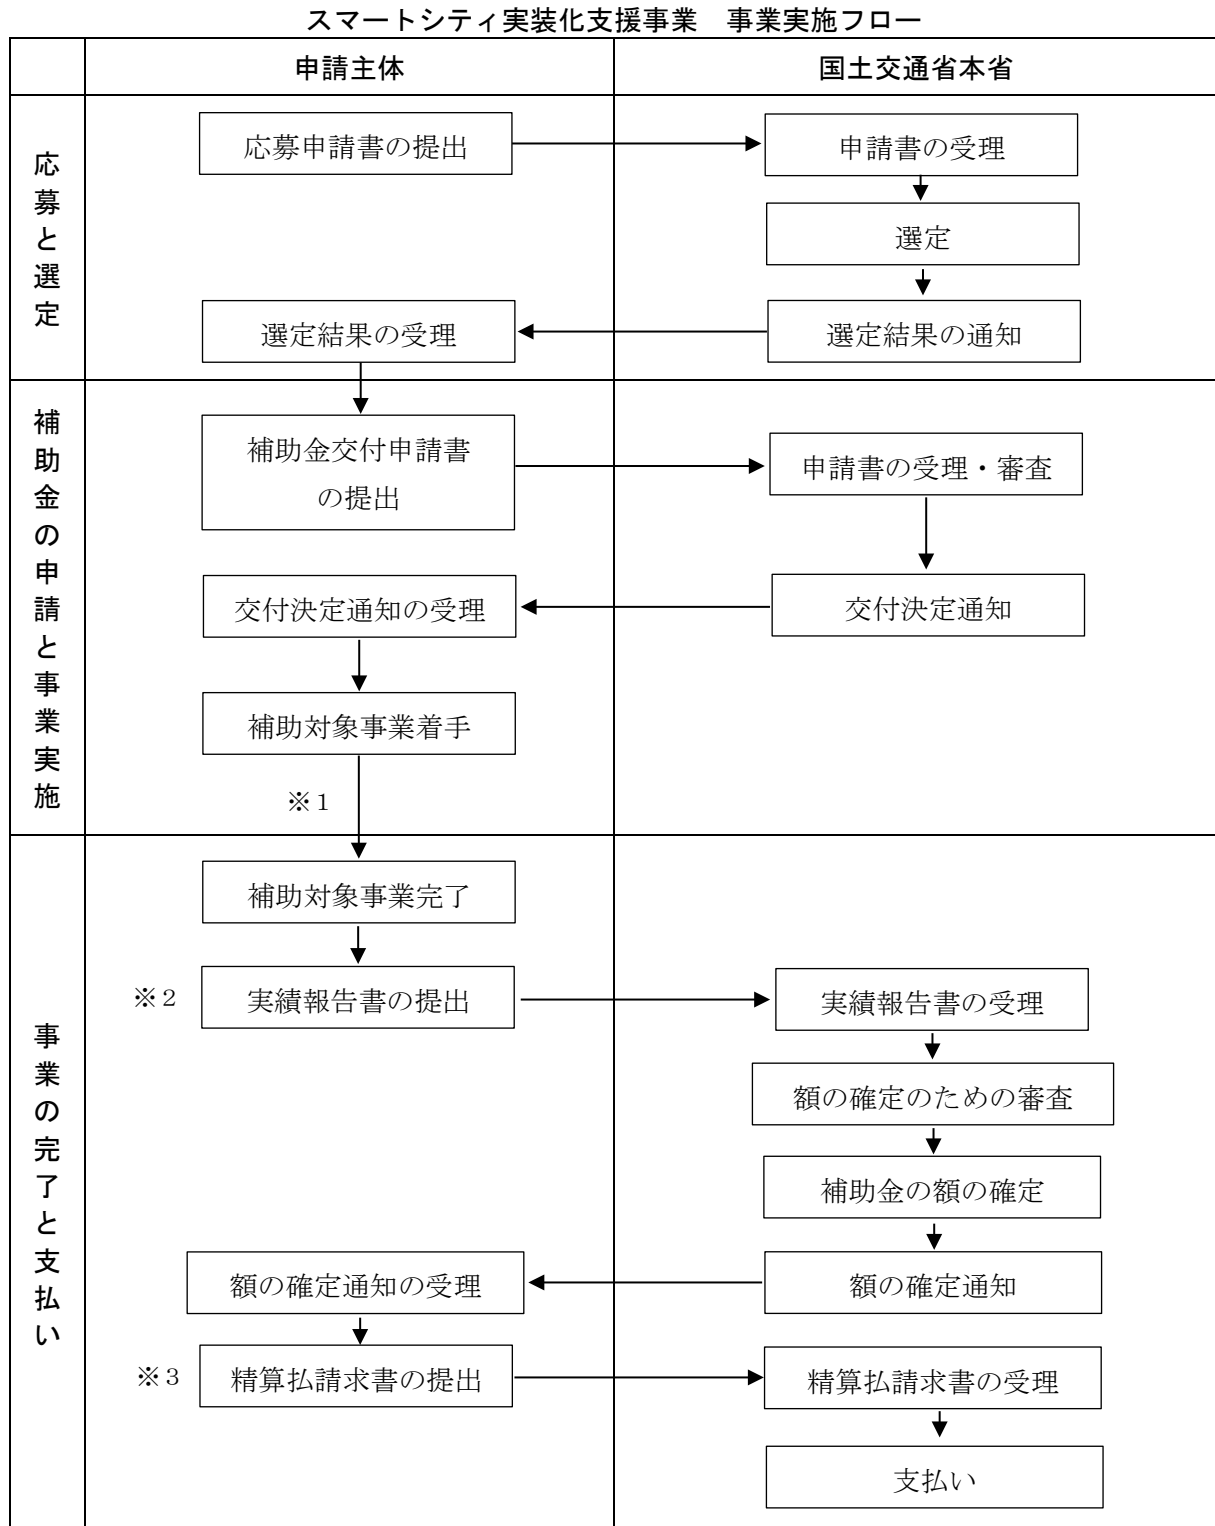 スマートシティ実装化支援事業　事業実施フロー
申請主体
国土交通省本省
応募と選定
応募申請書の提出
申請書の受理
選定
選定結果の受理
選定結果の通知
補助金の申請と事業実施
補助金交付申請書
の提出
申請書の受理・審査
交付決定通知の受理
交付決定通知
補助対象事業着手
※１
事業の完了と支払い
補助対象事業完了
※２
実績報告書の提出
実績報告書の受理
額の確定のための審査
補助金の額の確定
額の確定通知の受理
額の確定通知
※３
精算払請求書の提出
精算払請求書の受理
支払い